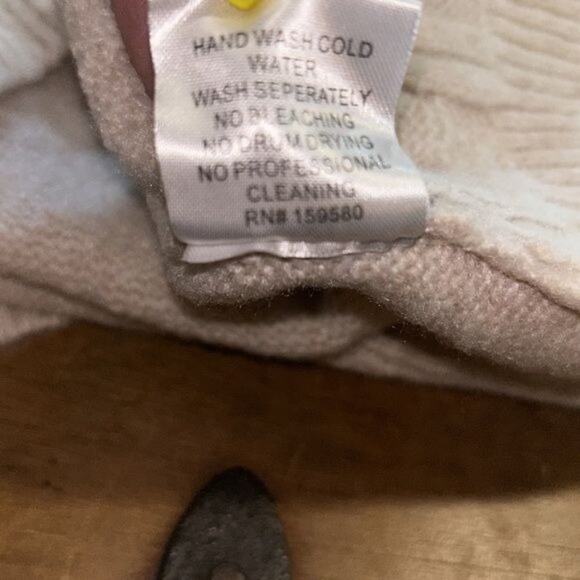 HAND WASH COLD
WATER
WASH SEPERATELY
NO BLEACHING
NO DRUM DRYING
NO PROFESSIONAL
CLEANING
RN# 159580